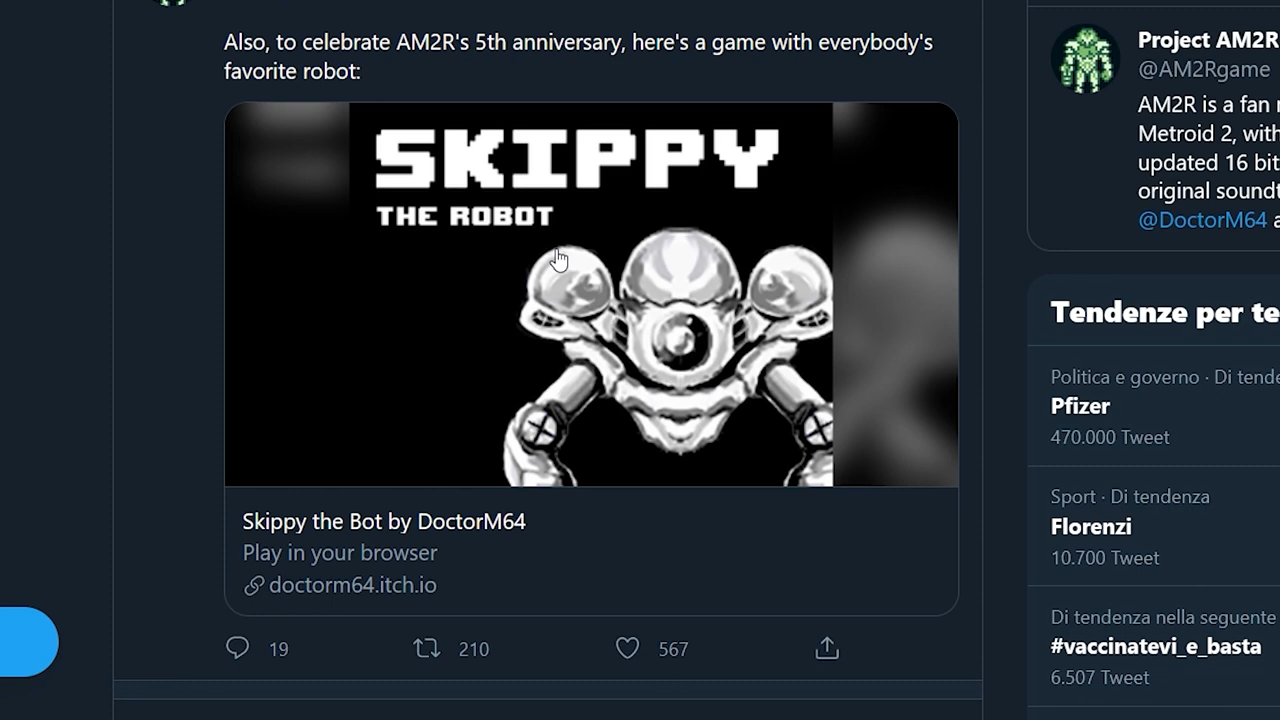 Also, to celebrate AM2R's 5th anniversary, here's a game with everybody's
favorite robot:
SKIPPY
THE ROBOT
Skippy the Bot by DoctorM64
Play in your browser
doctorm64.itch.io
19
210
567
Project AM2R
@AM2Rgame
AM2R is a fan
Metroid 2, with
updated 16 bit
original
@DoctorM64
Tendenze per
Politica e governo · Di
Pfizer
470.000 Tweet
Sport · Di tendenza
Florenzi
10.700 Tweet
Di tendenza nella seguente
#vaccinatevi_e_basta
6.507 Tweet